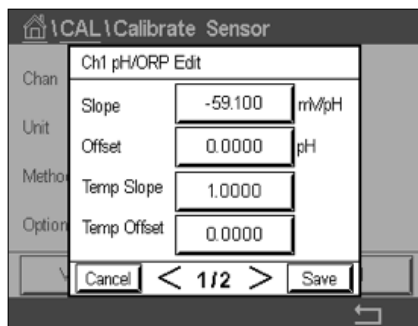 \CAL\Calibrate Sensor
Ch1 pH/ORP Edit
Chan
Slope -59.100 mV/pH
Unit
Offset 0.0000 pH
Temp Slope 1.0000
Option
Temp Offset 0.0000
Cancel < 1/2 > Save